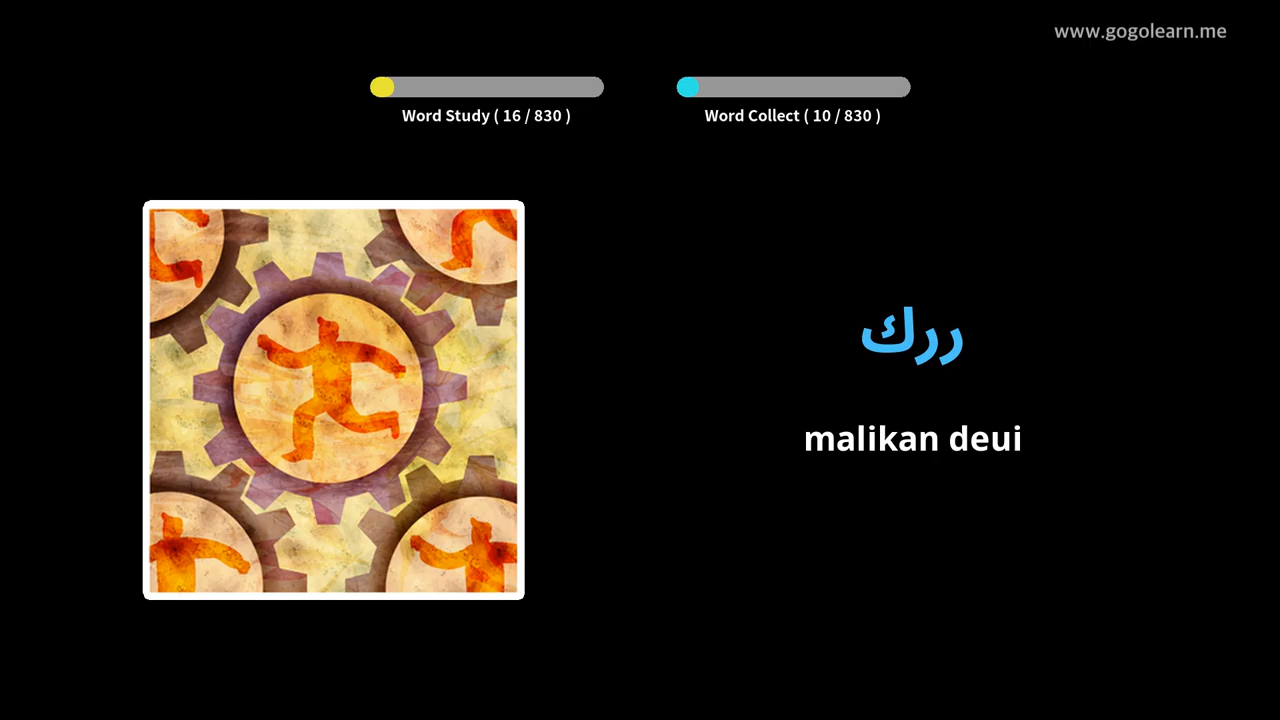 www.gogolearn.me
Word Study ( 16 / 830 )
Word Collect ( 10 / 830 )
ررك
malikan deui